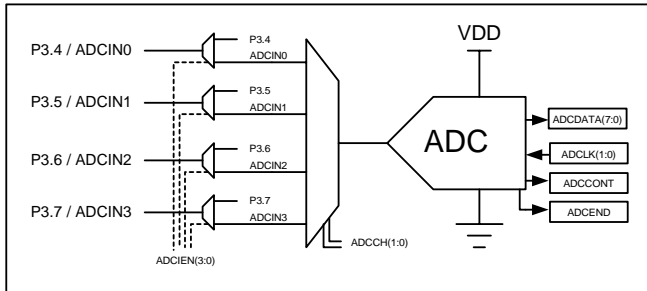 VDD
P3.4 / ADCIN0
P3.4
ADCIN0
P3.5 / ADCIN1
P3.5
ADCIN1
ADC
ADCDATA(7:0)
ADCLK(1:0)
P3.6 / ADCIN2
P3.6
ADCIN2
ADCCONT
P3.7 / ADCIN3
P3.7
ADCIN3
ADCEND
ADCIEN(3:0)
ADCCH(1:0)